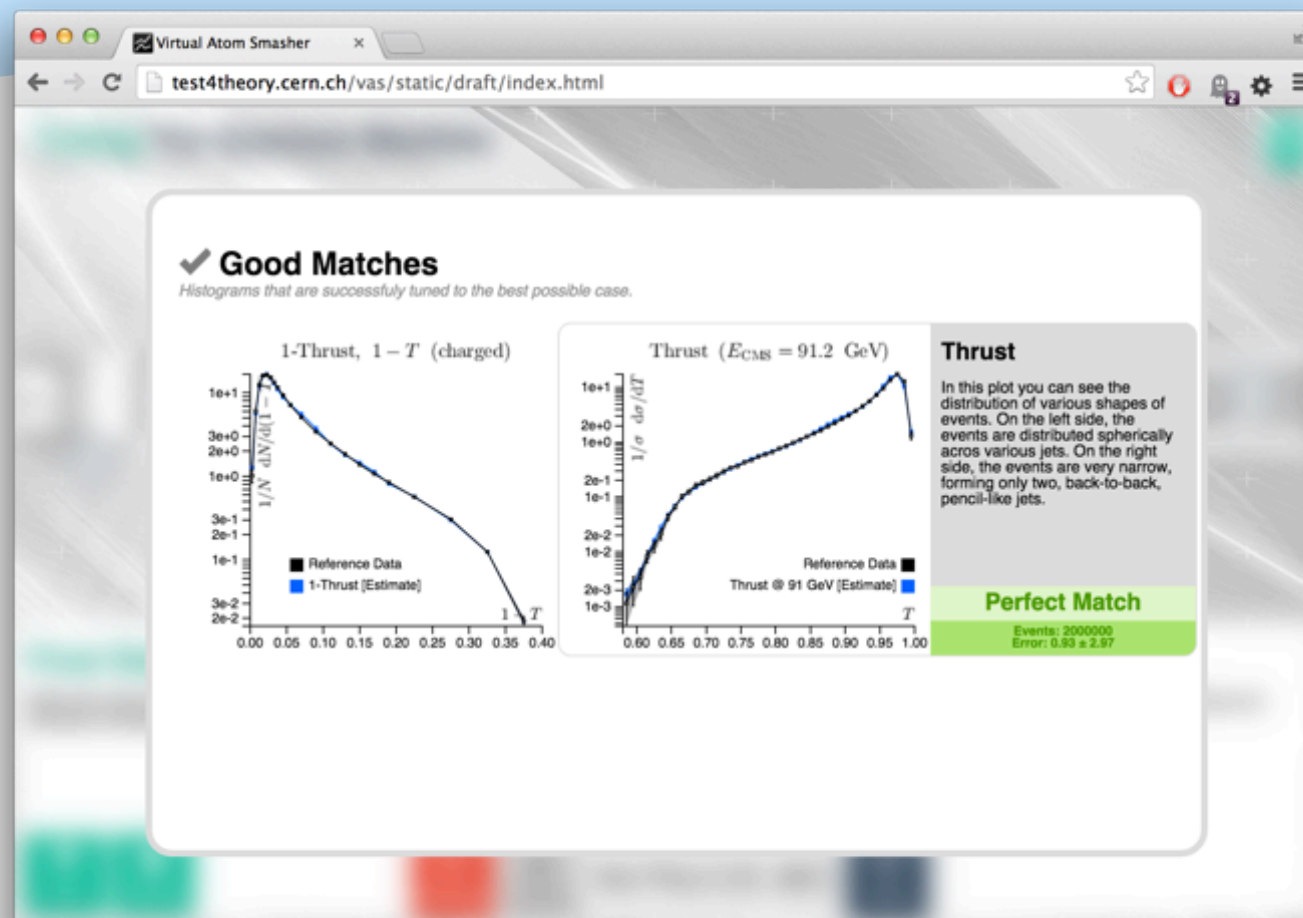 Virtual Atom Smasher
test4theory.cern.ch/vas/static/draft/index.html
2
Good Matches
Histograms that are successfuly tuned to the best possible case.
1-Thrust, 1 − T (charged)
1/N dN/d(1 −
1e+1
3e+0
2e+0
1e+0
3e-1
2e-1
1e-1
3e-2
2e-2
Reference Data
1-Thrust [Estimate]
1 - T
0.00 0.05 0.10 0.15 0.20 0.25 0.30 0.35 0.40
Thrust (ECMS = 91.2 GeV)
1/σ dσ/dT
1e+1
2e+0
1e+0
2e-1
1e-1
2e-2
1e-2
2e-3
1e-3
Reference Data
Thrust @ 91 GeV [Estimate]
T
0.60 0.65 0.70 0.75 0.80 0.85 0.90 0.95 1.00
Thrust
In this plot you can see the
distribution of various shapes of
events. On the left side, the
events are distributed spherically
acros various jets. On the right
side, the events are very narrow,
forming only two, back-to-back,
pencil-like jets.
Perfect Match
Events: 2000000
Error: 0.93 ± 2.97